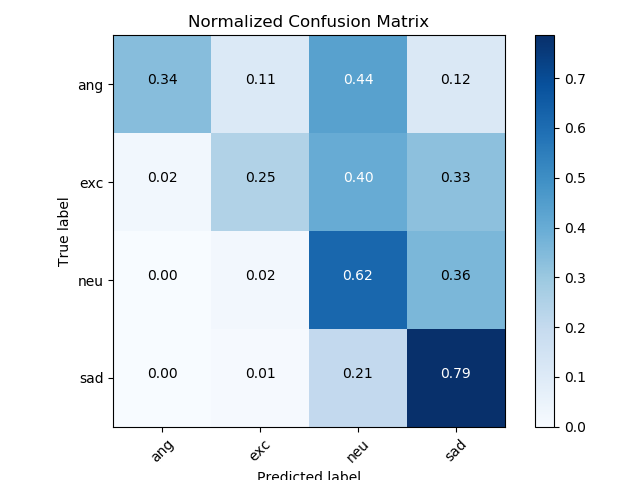 Normalized Confusion Matrix
ang 0.34 0.11 0.44 0.12
exc 0.02 0.25 0.40 0.33
neu 0.00 0.02 0.62 0.36
sad 0.00 0.01 0.21 0.79
True label
ang exc neu sad
Predicted label
0.7
0.6
0.5
0.4
0.3
0.2
0.1
0.0